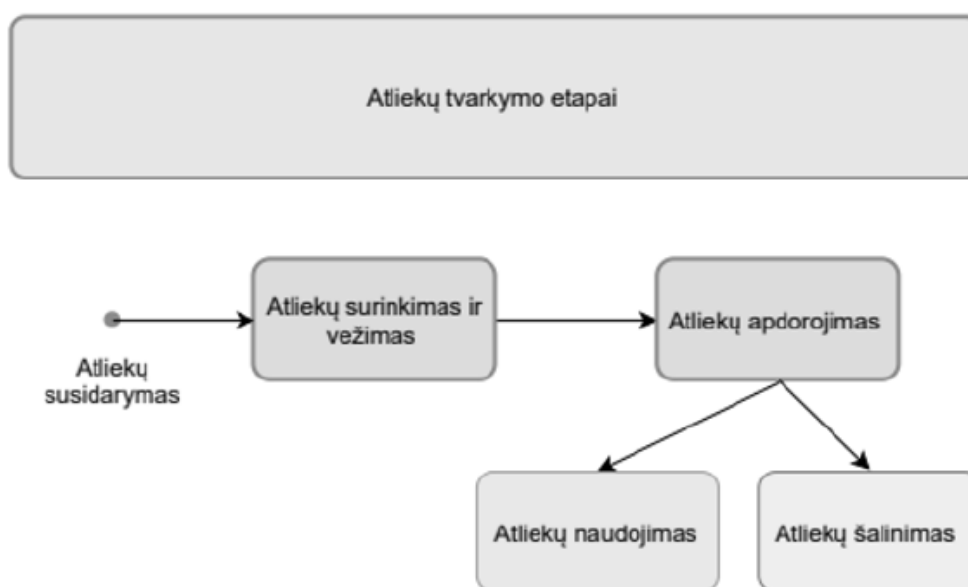 Atliekų tvarkymo etapai
Atliekų surinkimas ir
vežimas
Atliekų apdorojimas
Atliekų
susidarymas
Atliekų naudojimas
Atliekų šalinimas